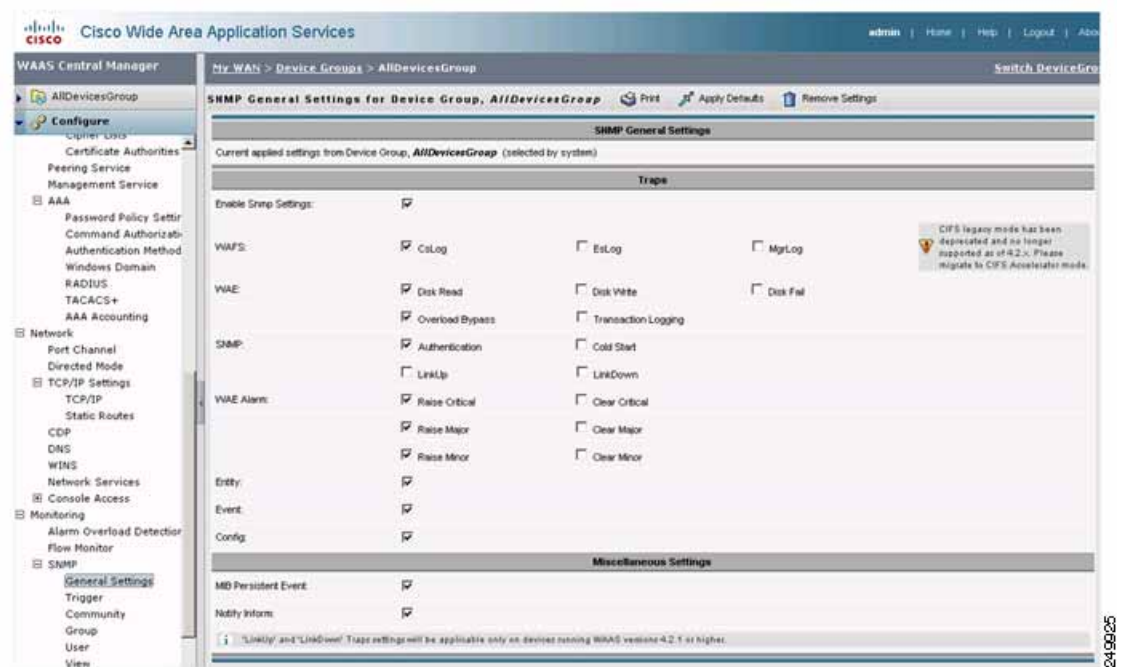 cisco Cisco Wide Area Application Services
admin | Home | Help | Logout | Abo
WAAS Central Manager
My WAN > Device Groups > AllDevicesGroup
Switch DeviceGro
AllDevicesGroup
SNMP General Settings for Device Group, AllDevicesGroup Print Apply Defaults Remove Settings
Configure
Cipher Lists
Certificate Authorities
Peering Service
Management Service
AAA
Password Policy Settir
Command Authorizati
Authentication Method
Windows Domain
RADIUS
TACACS+
AAA Accounting
Network
Port Channel
Directed Mode
TCP/IP Settings
TCP/IP
Static Routes
CDP
DNS
WINS
Network Services
Console Access
Monitoring
Alarm Overload Detection
Flow Monitor
SNMP
General Settings
Trigger
Community
Group
User
View
SNMP General Settings
Current applied settings from Device Group, AllDevicesGroup (selected by system)
Traps
Enable Snmp Settings:
WAFS: CsLog EsLog MgrLog
CIFS legacy mode has been
deprecated and no longer
supported as of 4.2.x. Please
migrate to CIFS Accelerator mode.
WAE: Disk Read Disk Write Disk Fail
Overload Bypass Transaction Logging
SNMP: Authentication Cold Start
LinkUp LinkDown
WAE Alarm: Raise Critical Clear Critical
Raise Major Clear Major
Raise Minor Clear Minor
Entity:
Event:
Config:
Miscellaneous Settings
MIB Persistent Event:
Notify Inform:
'LinkUp' and 'LinkDown' Traps settings will be applicable only on devices running WAAS versions 4.2.1 or higher.
249925